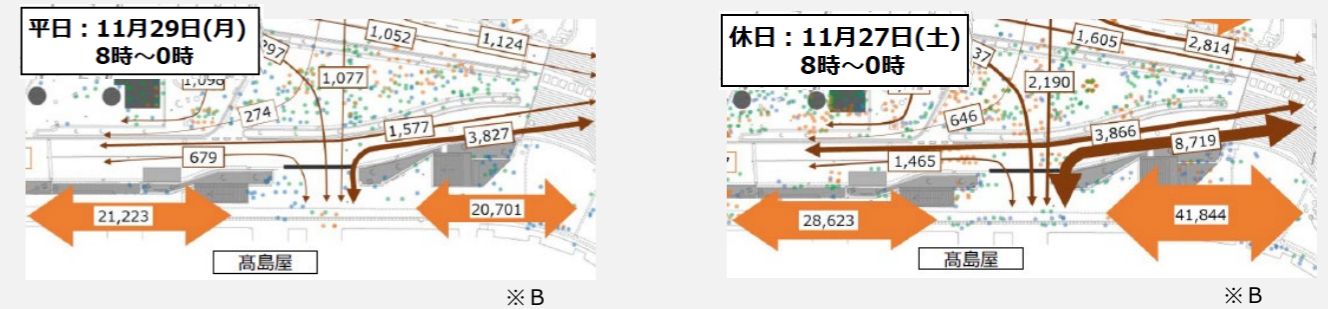 平日：11月29日(月)
8時～0時
1,052
1,124
1,077
274
1,577
3,827
679
21,223
20,701
髙島屋
※B
休日：11月27日(土)
8時～0時
1,605
2,814
2,190
646
3,866
8,719
1,465
28,623
41,844
髙島屋
※B